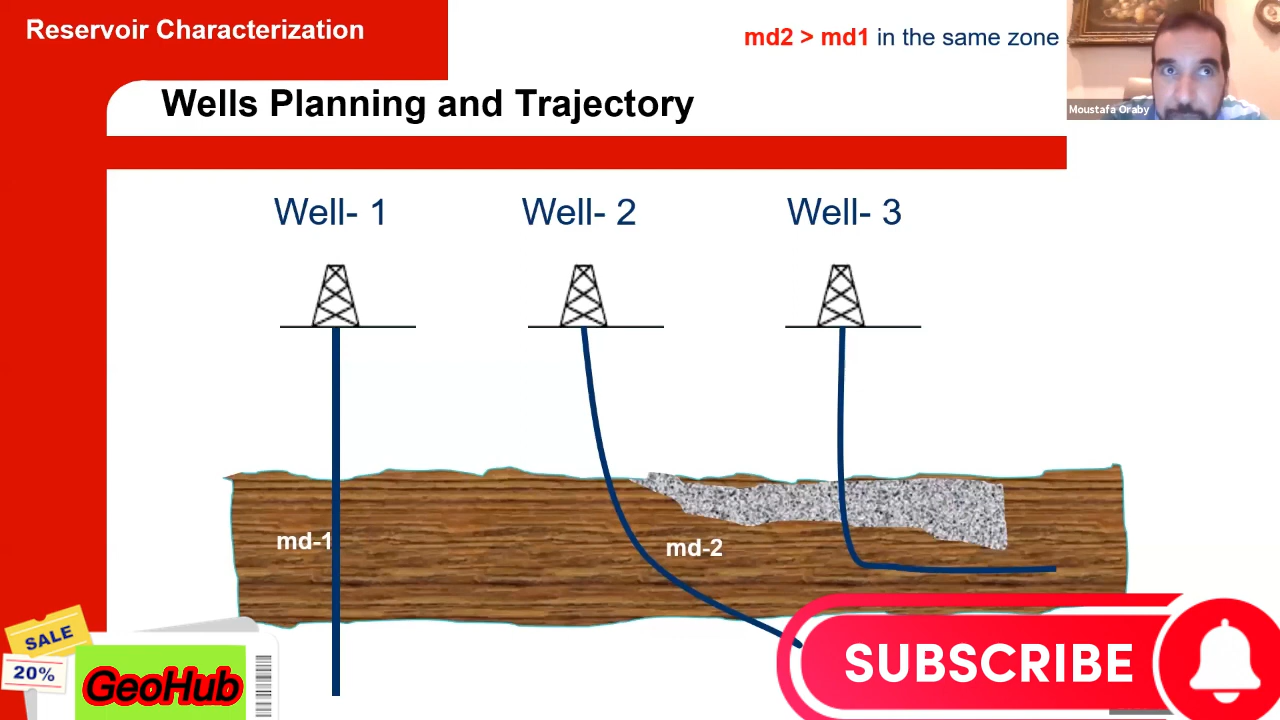 Reservoir Characterization
md2 > md1 in the same zone
Moustafa Oraby
Wells Planning and Trajectory
Well- 1
Well- 2
Well- 3
md-1
md-2
SALE
20%
GeoHub
SUBSCRIBE